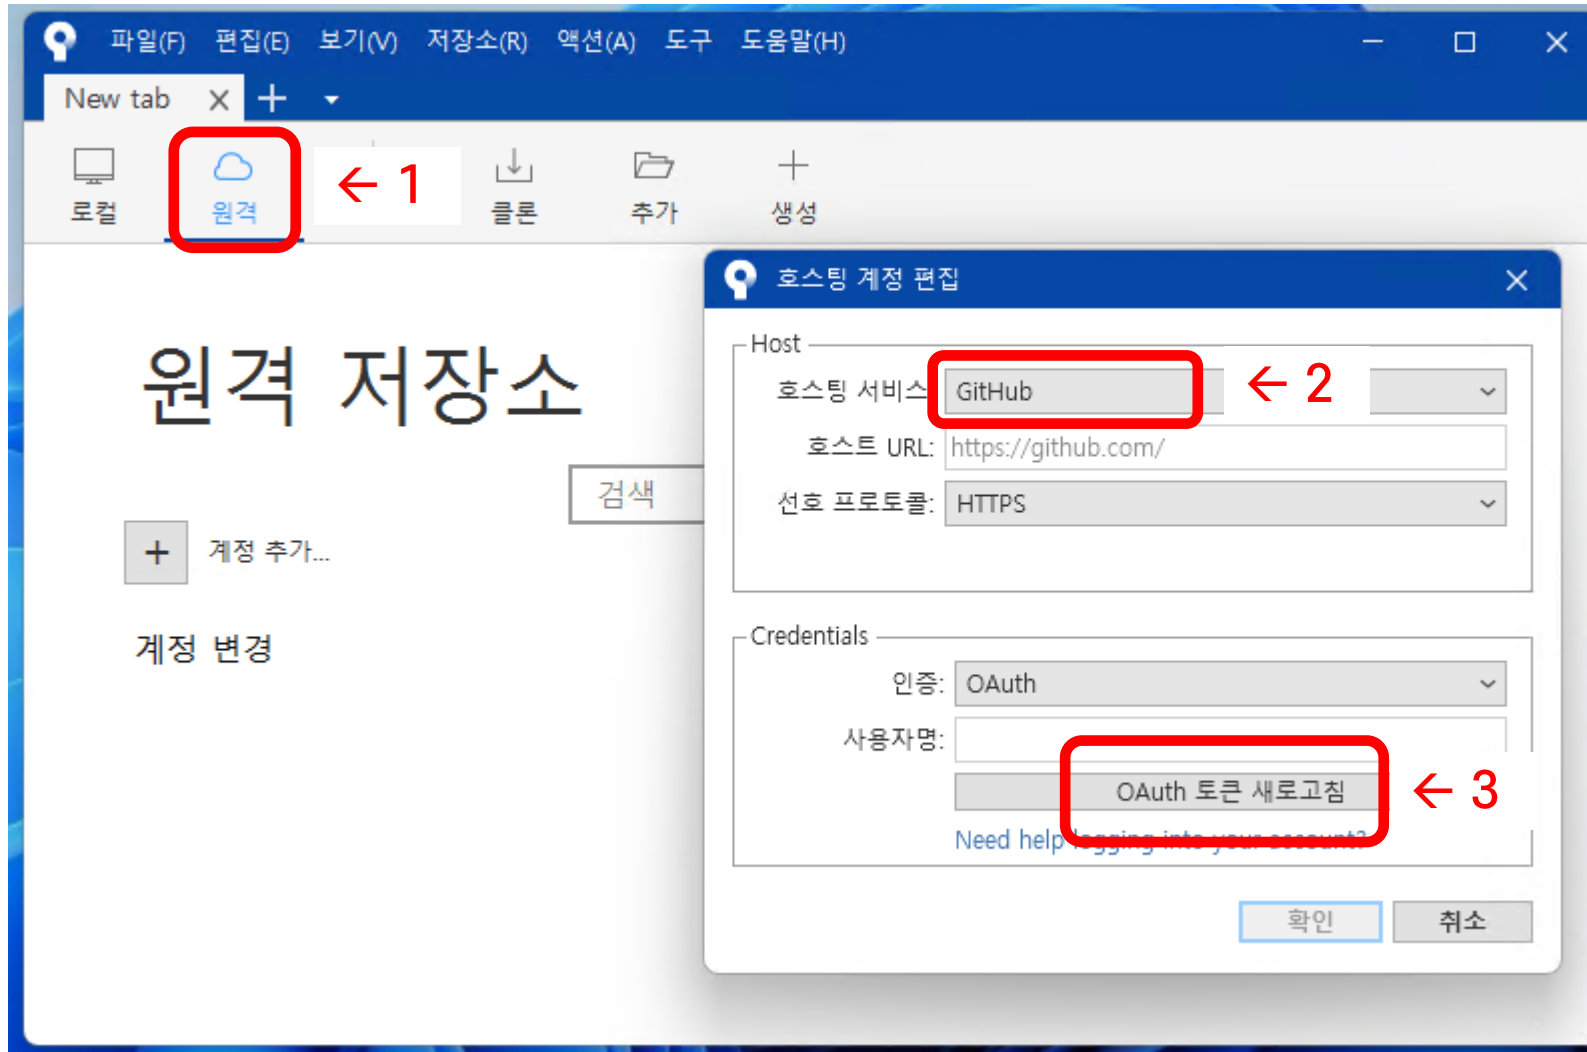 파일(F) 편집(E) 보기(V) 저장소(R) 액션(A) 도구 도움말(H)
New tab
로컬 원격 ← 1 클론 추가 생성
호스팅 계정 편집
원격 저장소
검색
계정 추가...
계정 변경
Host
호스팅 서비스 GitHub ← 2
호스트 URL: https://github.com/
선호 프로토콜: HTTPS
Credentials
인증: OAuth
사용자명:
OAuth 토큰 새로고침 ← 3
Need help logging into your account?
확인 취소